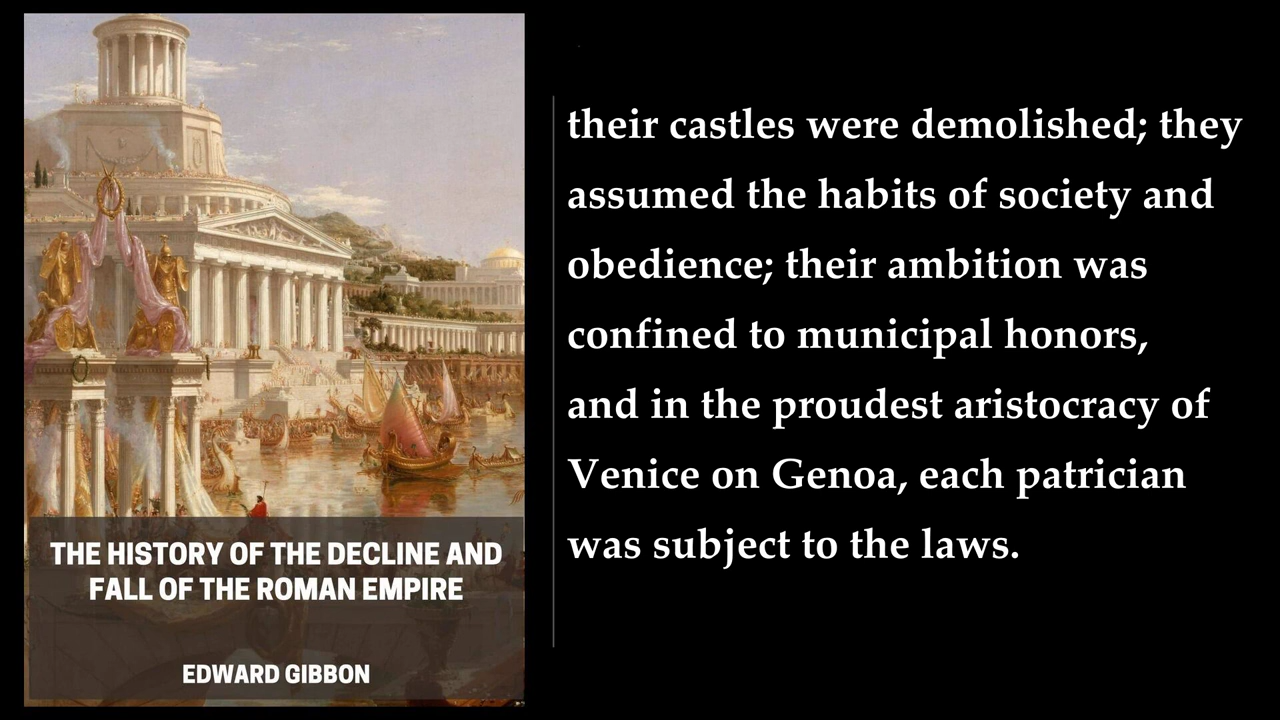 THE HISTORY OF THE DECLINE AND
FALL OF THE ROMAN EMPIRE
EDWARD GIBBON
their castles were demolished; they
assumed the habits of society and
obedience; their ambition was
confined to municipal honors,
and in the proudest aristocracy of
Venice on Genoa, each patrician
was subject to the laws.